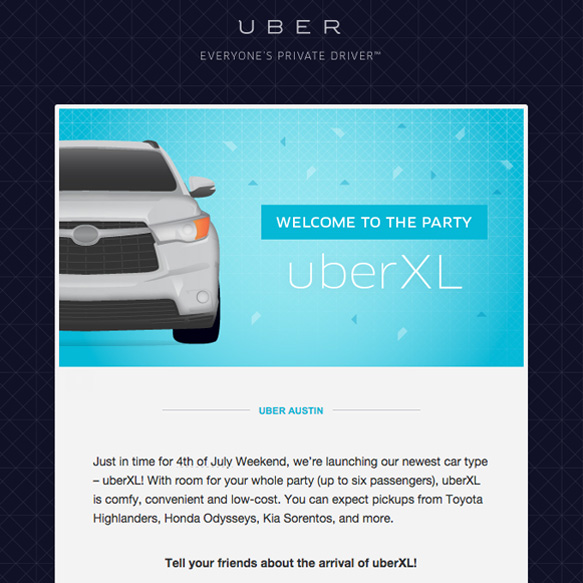 UBER
EVERYONE'S PRIVATE DRIVER™
WELCOME TO THE PARTY
uberXL
UBER AUSTIN
Just in time for 4th of July Weekend, we're launching our newest car type
– uberXL! With room for your whole party (up to six passengers), uberXL
is comfy, convenient and low-cost. You can expect pickups from Toyota
Highlanders, Honda Odysseys, Kia Sorentos, and more.
Tell your friends about the arrival of uberXL!